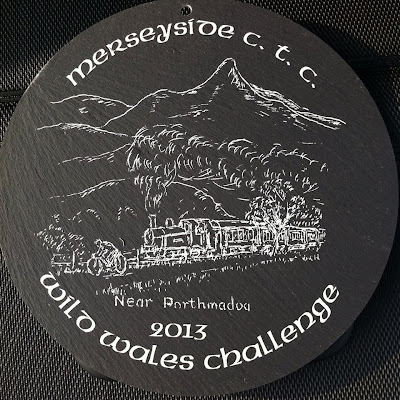 merseyside c. t. c.
Near Porthmadog
2013
wild wales challenge